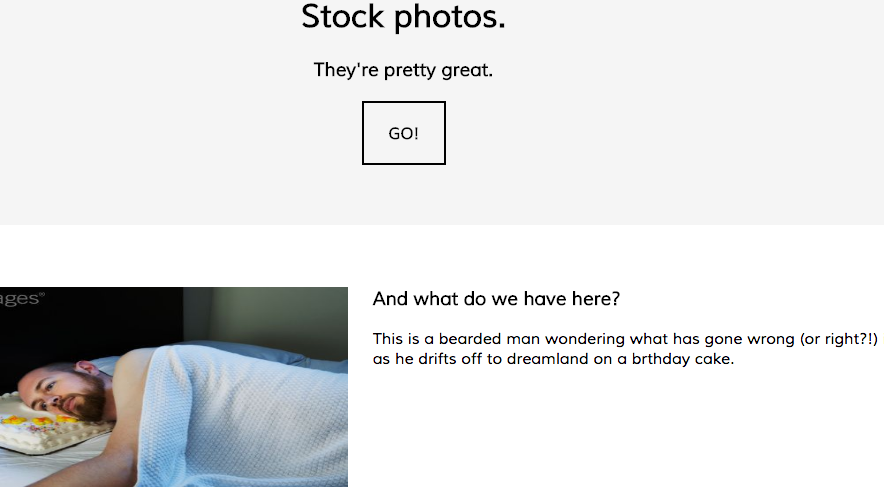 Stock photos.
They're pretty great.
GO!
ages®
And what do we have here?
This is a bearded man wondering what has gone wrong (or right?!)
as he drifts off to dreamland on a brthday cake.